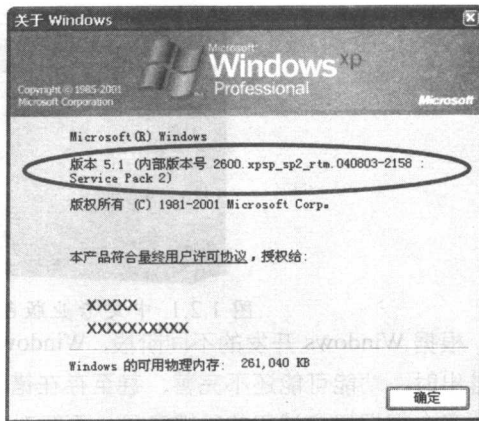 关于 Windows
Microsoft
Windows xp
Professional
Copyright © 1985-2001
Microsoft Corporation
Microsoft
Microsoft(R) Windows
版本 5.1 (内部版本号 2600.xpsp_sp2_rtm.040803-2158 :
Service Pack 2)
版权所有 (C) 1981-2001 Microsoft Corp.
本产品符合最终用户许可协议，授权给:
XXXXX
XXXXXXXXXX
Windows 的可用物理内存: 261,040 KB
确定